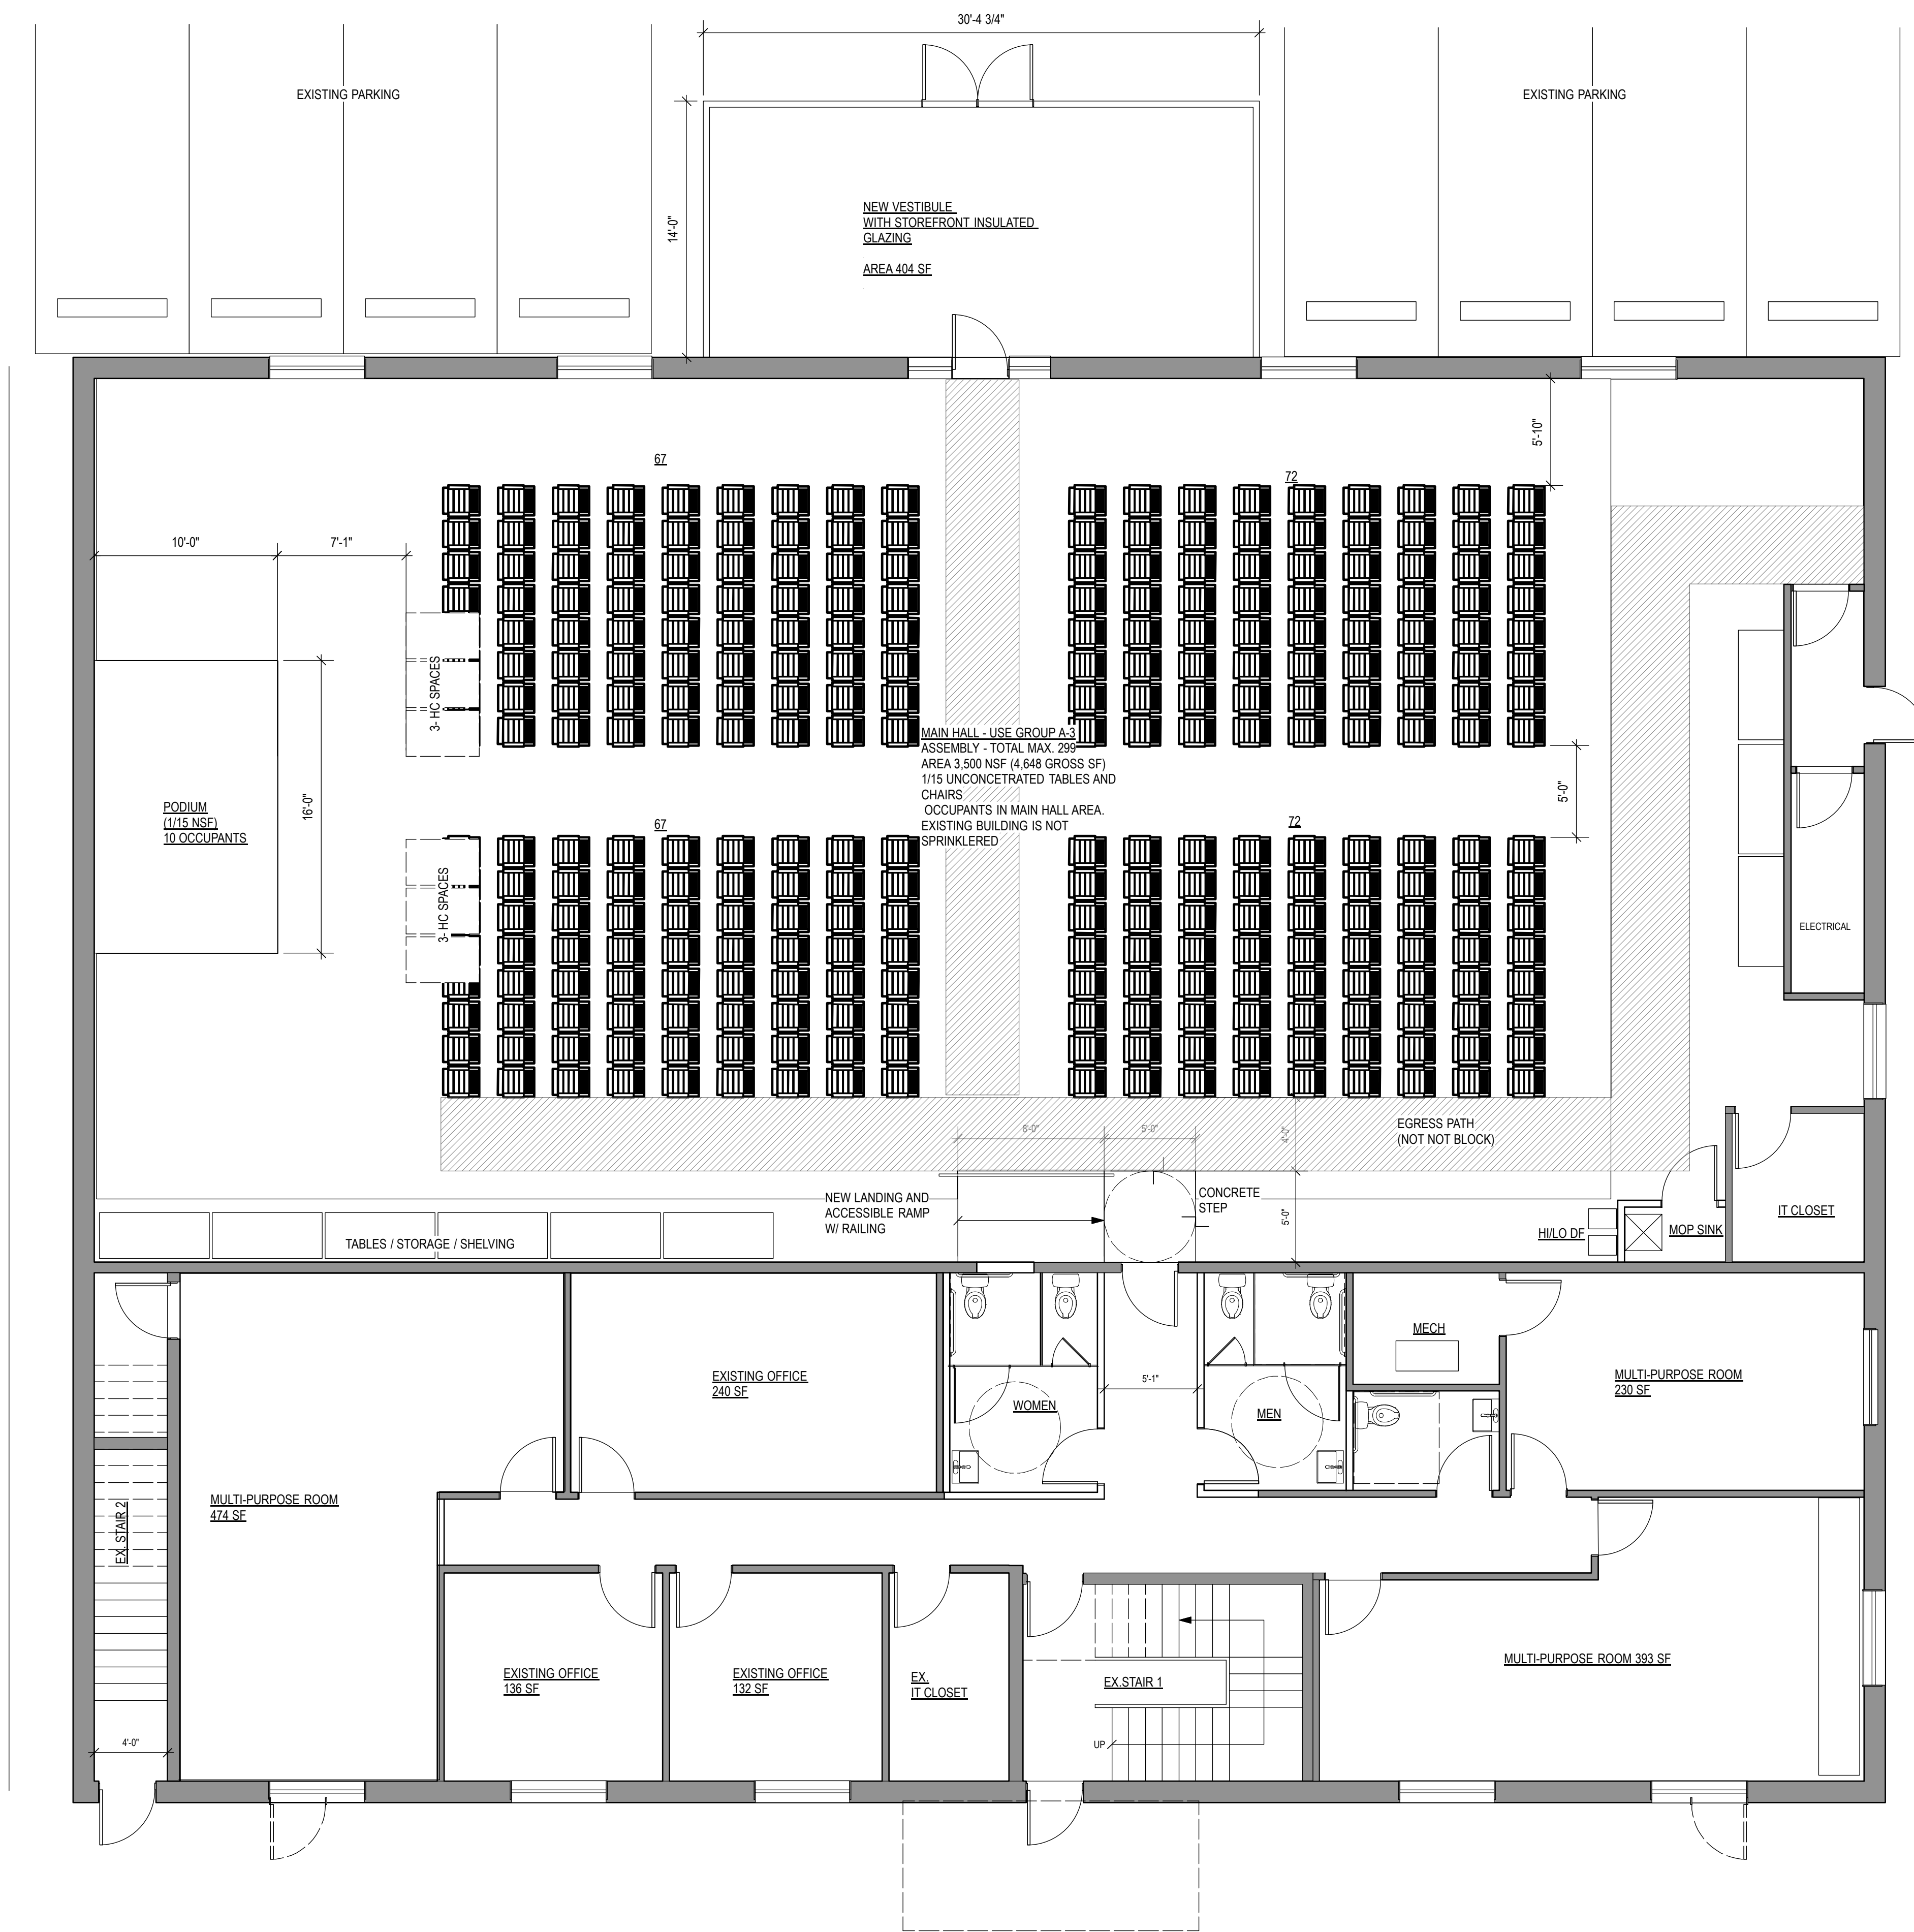 30'-4 3/4"
EXISTING PARKING
EXISTING PARKING
14'-0"
NEW VESTIBULE
WITH STOREFRONT INSULATED
GLAZING
AREA 404 SF
5'-10"
67
72
10'-0"
7'-1"
3- HC SPACES
MAIN HALL - USE GROUP A-3
ASSEMBLY - TOTAL MAX. 299
AREA 3,500 NSF (4,648 GROSS SF)
1/15 UNCONCETRATED TABLES AND
CHAIRS
OCCUPANTS IN MAIN HALL AREA.
EXISTING BUILDING IS NOT
SPRINKLERED
5'-0"
PODIUM
(1/15 NSF)
10 OCCUPANTS
16'-0"
67
72
3- HC SPACES
ELECTRICAL
EGRESS PATH
(NOT NOT BLOCK)
8'-0"
5'-0"
4'-0"
NEW LANDING AND
ACCESSIBLE RAMP
W/ RAILING
CONCRETE
STEP
5'-0"
IT CLOSET
HI/LO DF
MOP SINK
TABLES / STORAGE / SHELVING
MECH
EXISTING OFFICE
240 SF
5'-1"
MULTI-PURPOSE ROOM
230 SF
WOMEN
MEN
MULTI-PURPOSE ROOM
474 SF
EX. STAIR 2
EXISTING OFFICE
136 SF
EXISTING OFFICE
132 SF
EX.
IT CLOSET
EX.STAIR 1
MULTI-PURPOSE ROOM 393 SF
UP
4'-0"